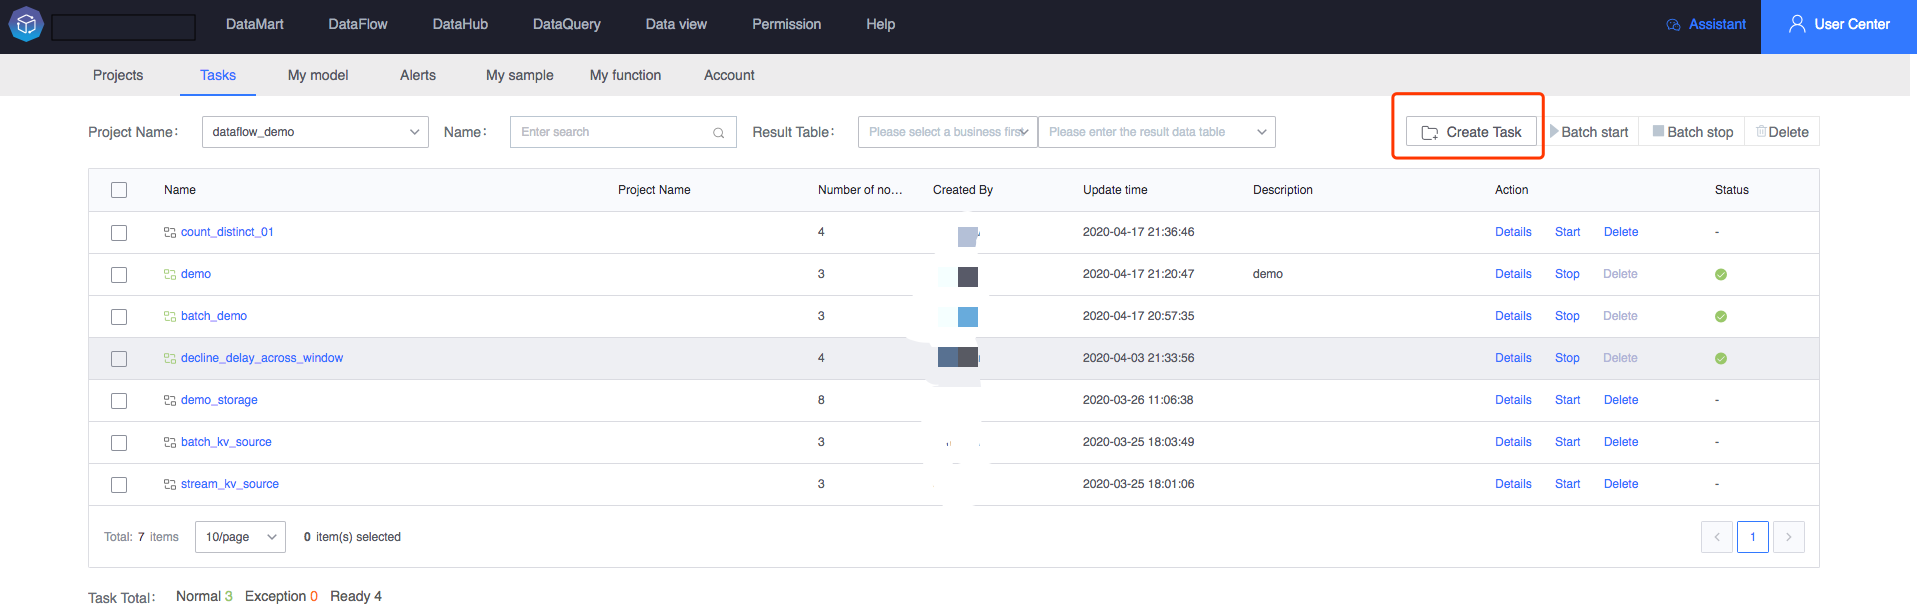 DataMart DataFlow DataHub DataQuery Data view Permission Help Assistant User Center
Projects Tasks My model Alerts My sample My function Account
Project Name: dataflow_demo Name: Enter search Result Table: Please select a business first Please enter the result data table Create Task Batch start Batch stop Delete
Name Project Name Number of no... Created By Update time Description Action Status
count_distinct_01 4 2020-04-17 21:36:46 Details Start Delete -
demo 3 2020-04-17 21:20:47 demo Details Stop Delete
batch_demo 3 2020-04-17 20:57:35 Details Stop Delete
decline_delay_across_window 4 2020-04-03 21:33:56 Details Stop Delete
demo_storage 8 2020-03-26 11:06:38 Details Start Delete -
batch_kv_source 3 2020-03-25 18:03:49 Details Start Delete -
stream_kv_source 3 2020-03-25 18:01:06 Details Start Delete -
Total: 7 items 10/page 0 item(s) selected < 1 >
Task Total: Normal 3 Exception 0 Ready 4